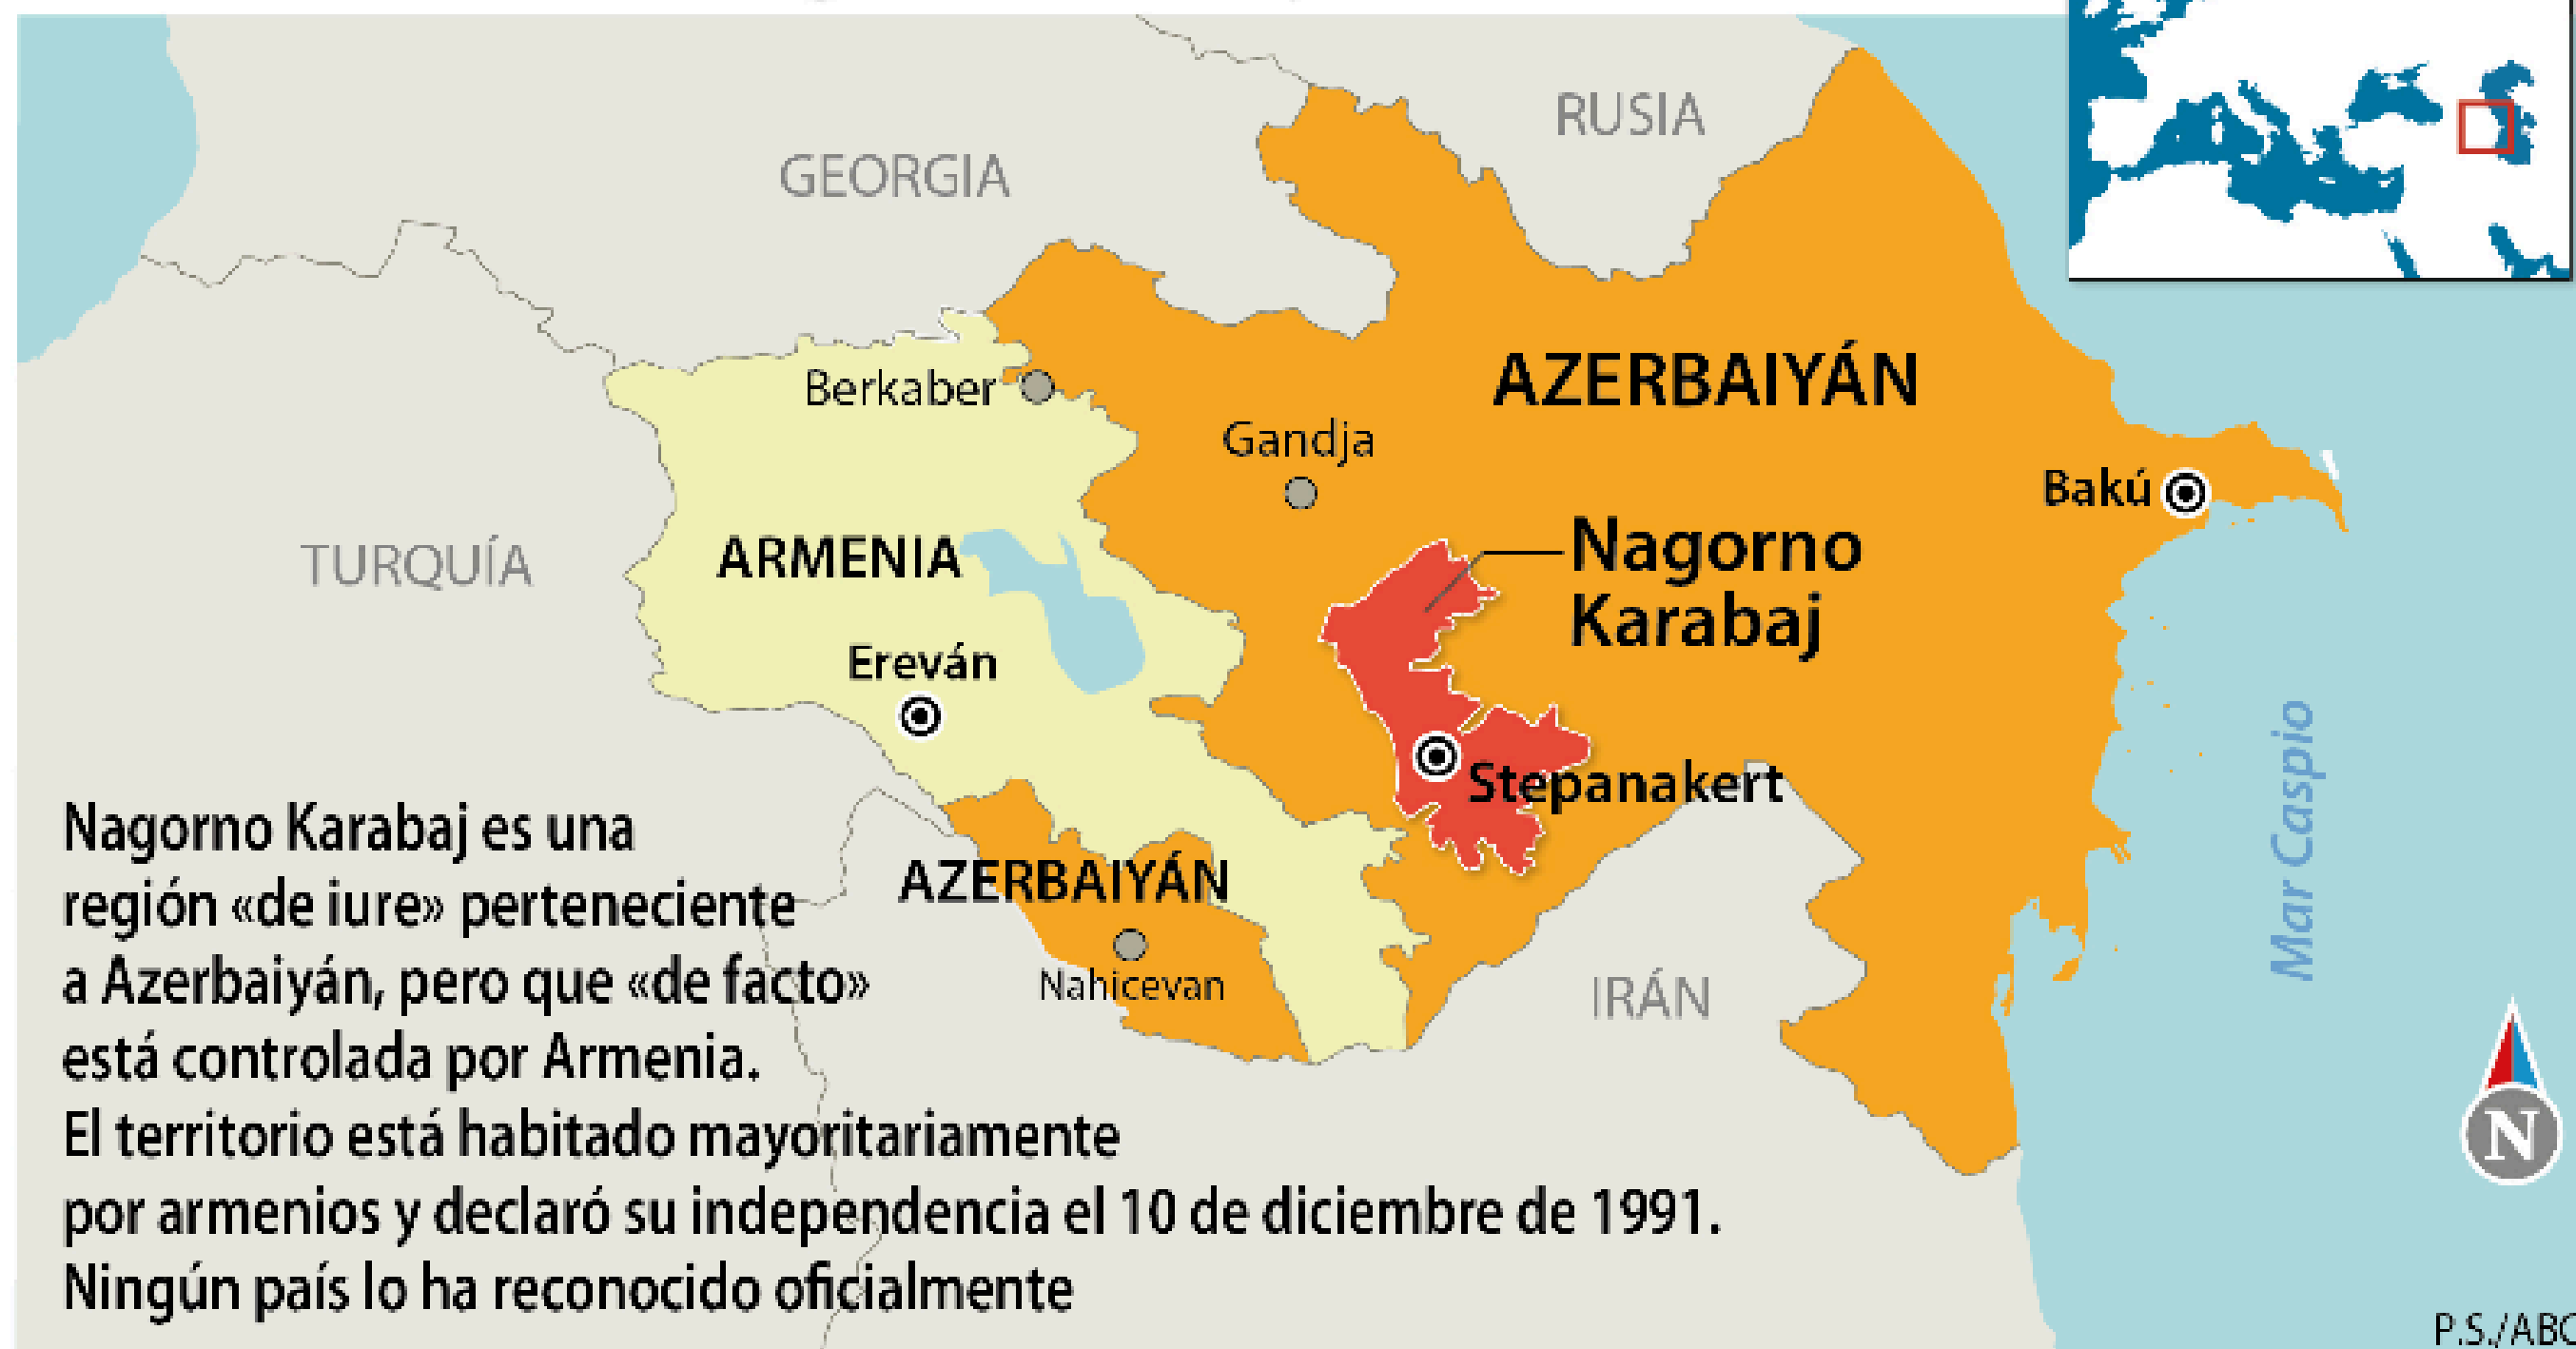 RUSIA
GEORGIA
AZERBAIYÁN
Berkaber
Gandja
Bakú
Nagorno
Karabaj
ARMENIA
TURQUÍA
Ereván
Stepanakert
Mar Caspio
AZERBAIYÁN
Nahicevan
IRÁN
Nagorno Karabaj es una
región «de iure» perteneciente
a Azerbaiyán, pero que «de facto»
está controlada por Armenia.
El territorio está habitado mayoritariamente
por armenios y declaró su independencia el 10 de diciembre de 1991.
Ningún país lo ha reconocido oficialmente
N
P.S./ABC